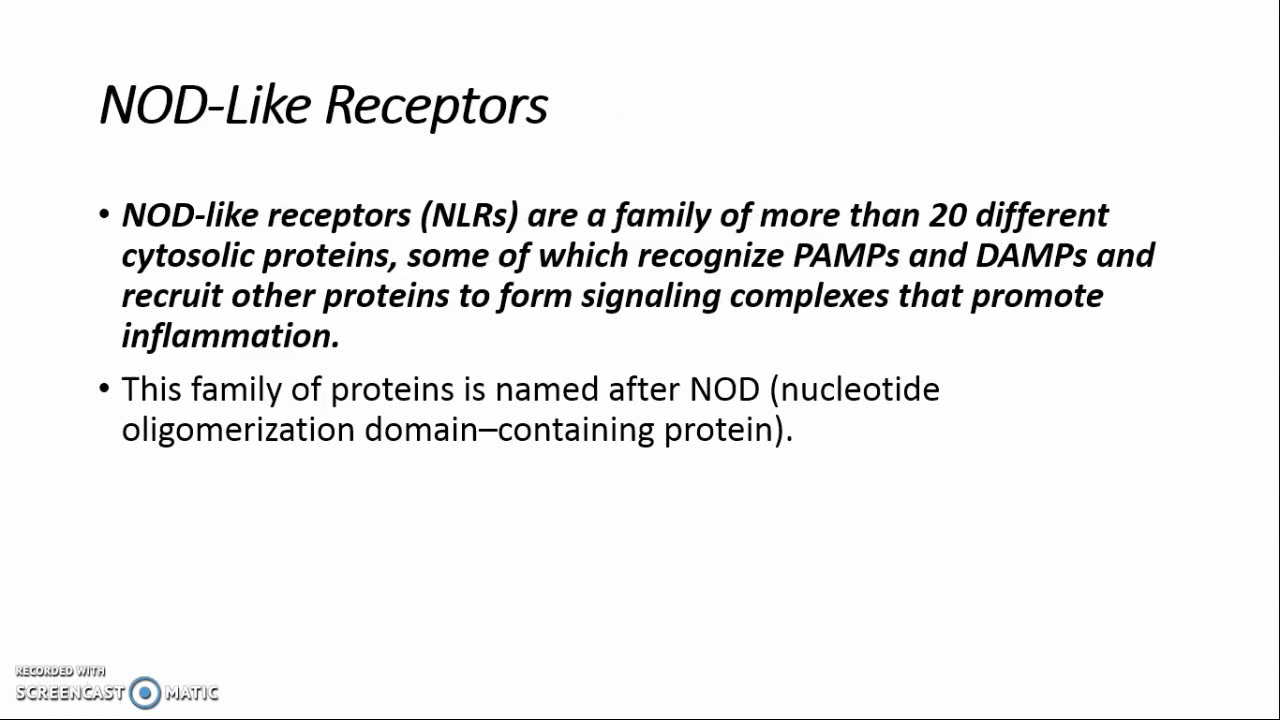 NOD-Like Receptors
• NOD-like receptors (NLRs) are a family of more than 20 different
cytosolic proteins, some of which recognize PAMPs and DAMPs and
recruit other proteins to form signaling complexes that promote
inflammation.
• This family of proteins is named after NOD (nucleotide
oligomerization domain–containing protein).
RECORDED WITH
SCREENCAST MATIC